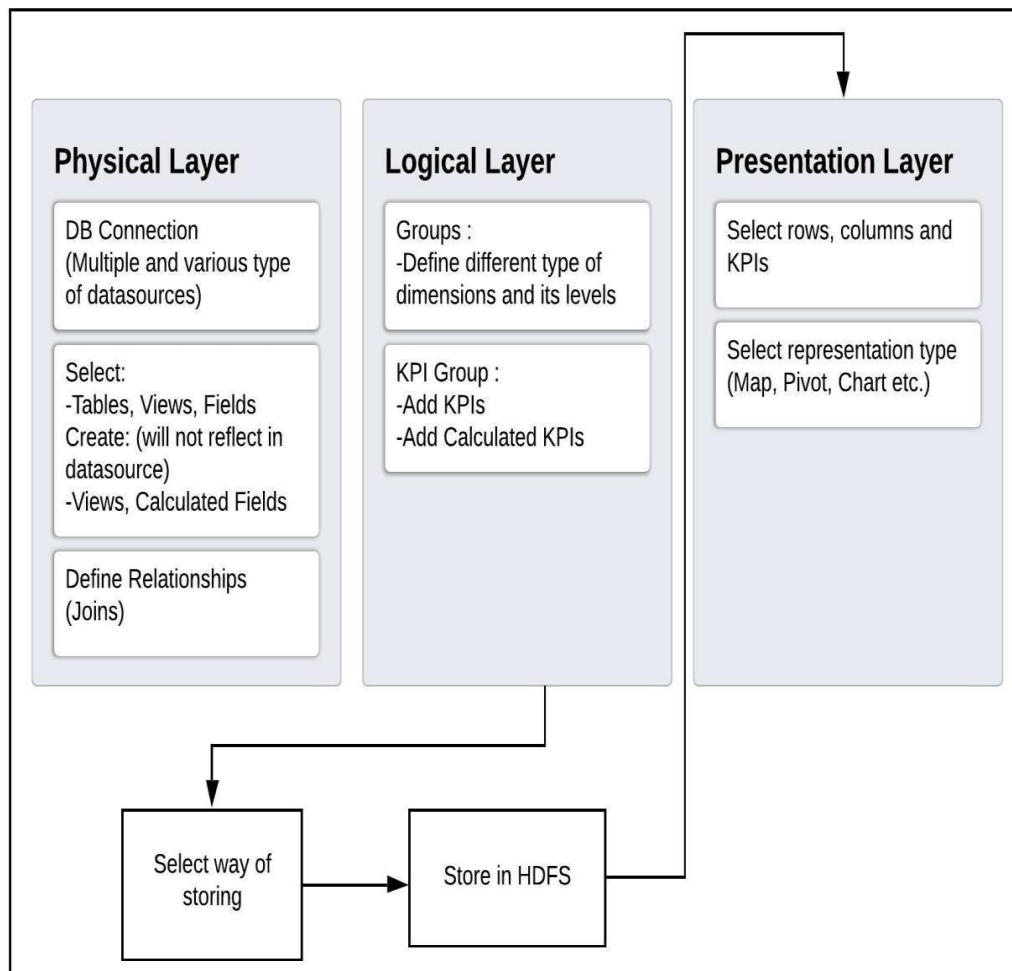 Physical Layer
DB Connection
(Multiple and various type
of datasources)
Select:
-Tables, Views, Fields
Create: (will not reflect in
datasource)
-Views, Calculated Fields
Define Relationships
(Joins)
Logical Layer
Groups :
-Define different type of
dimensions and its levels
KPI Group :
-Add KPIs
-Add Calculated KPIs
Presentation Layer
Select rows, columns and
KPIs
Select representation type
(Map, Pivot, Chart etc.)
Select way of
storing
Store in HDFS